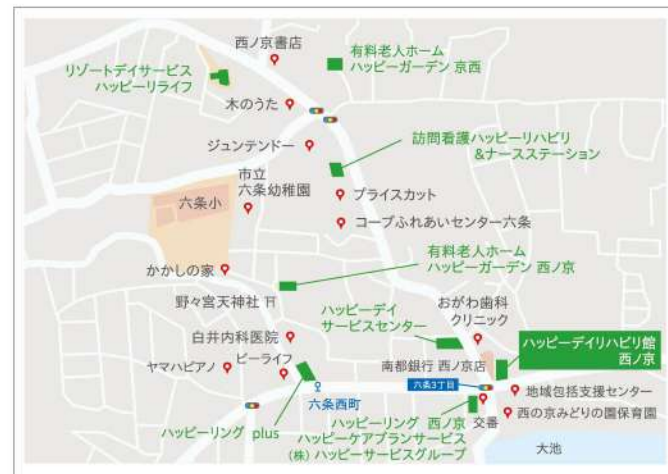 西ノ京書店
有料老人ホーム
ハッピーガーデン 京西
リゾートデイサービス
ハッピーリライフ
木のうた
ジュンテンドー
訪問看護ハッピーリハビリ
&ナースステーション
市立
六条幼稚園
六条小
プライスカット
コープふれあいセンター六条
有料老人ホーム
ハッピーガーデン 西ノ京
かかしの家
野々宮天神社
おがわ歯科
クリニック
ハッピーデイ
サービスセンター
白井内科医院
ハッピーデイリハビリ館
西ノ京
南都銀行 西ノ京店
ヤマハピアノ
ビーライフ
六条3丁目
地域包括支援センター
六条西町
西の京みどりの園保育園
ハッピーリング 西ノ京
交番
ハッピーリング plus
ハッピーケアプランサービス
(株) ハッピーサービスグループ
大池